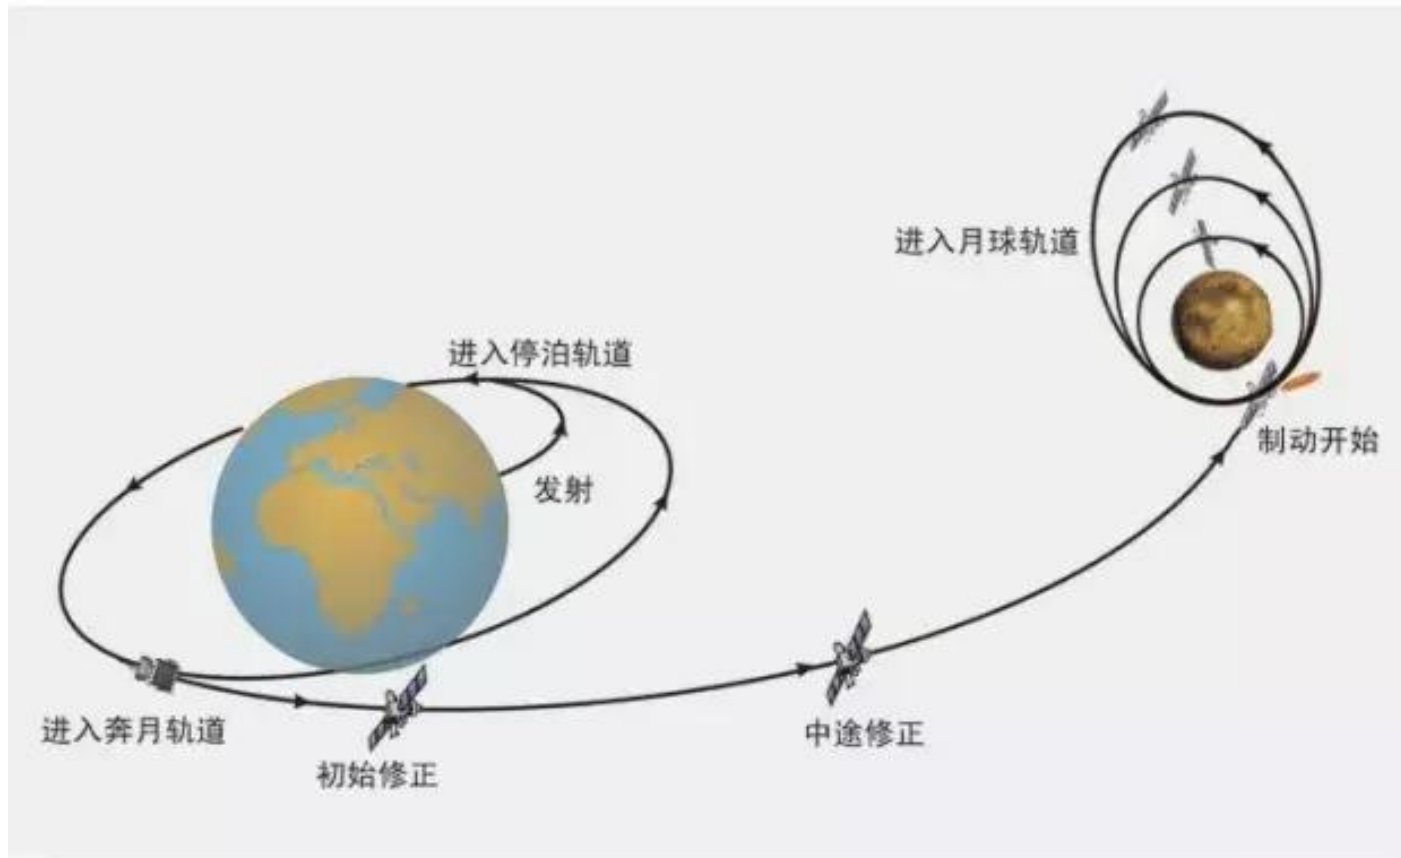 进入月球轨道
进入停泊轨道
制动开始
发射
进入奔月轨道
中途修正
初始修正